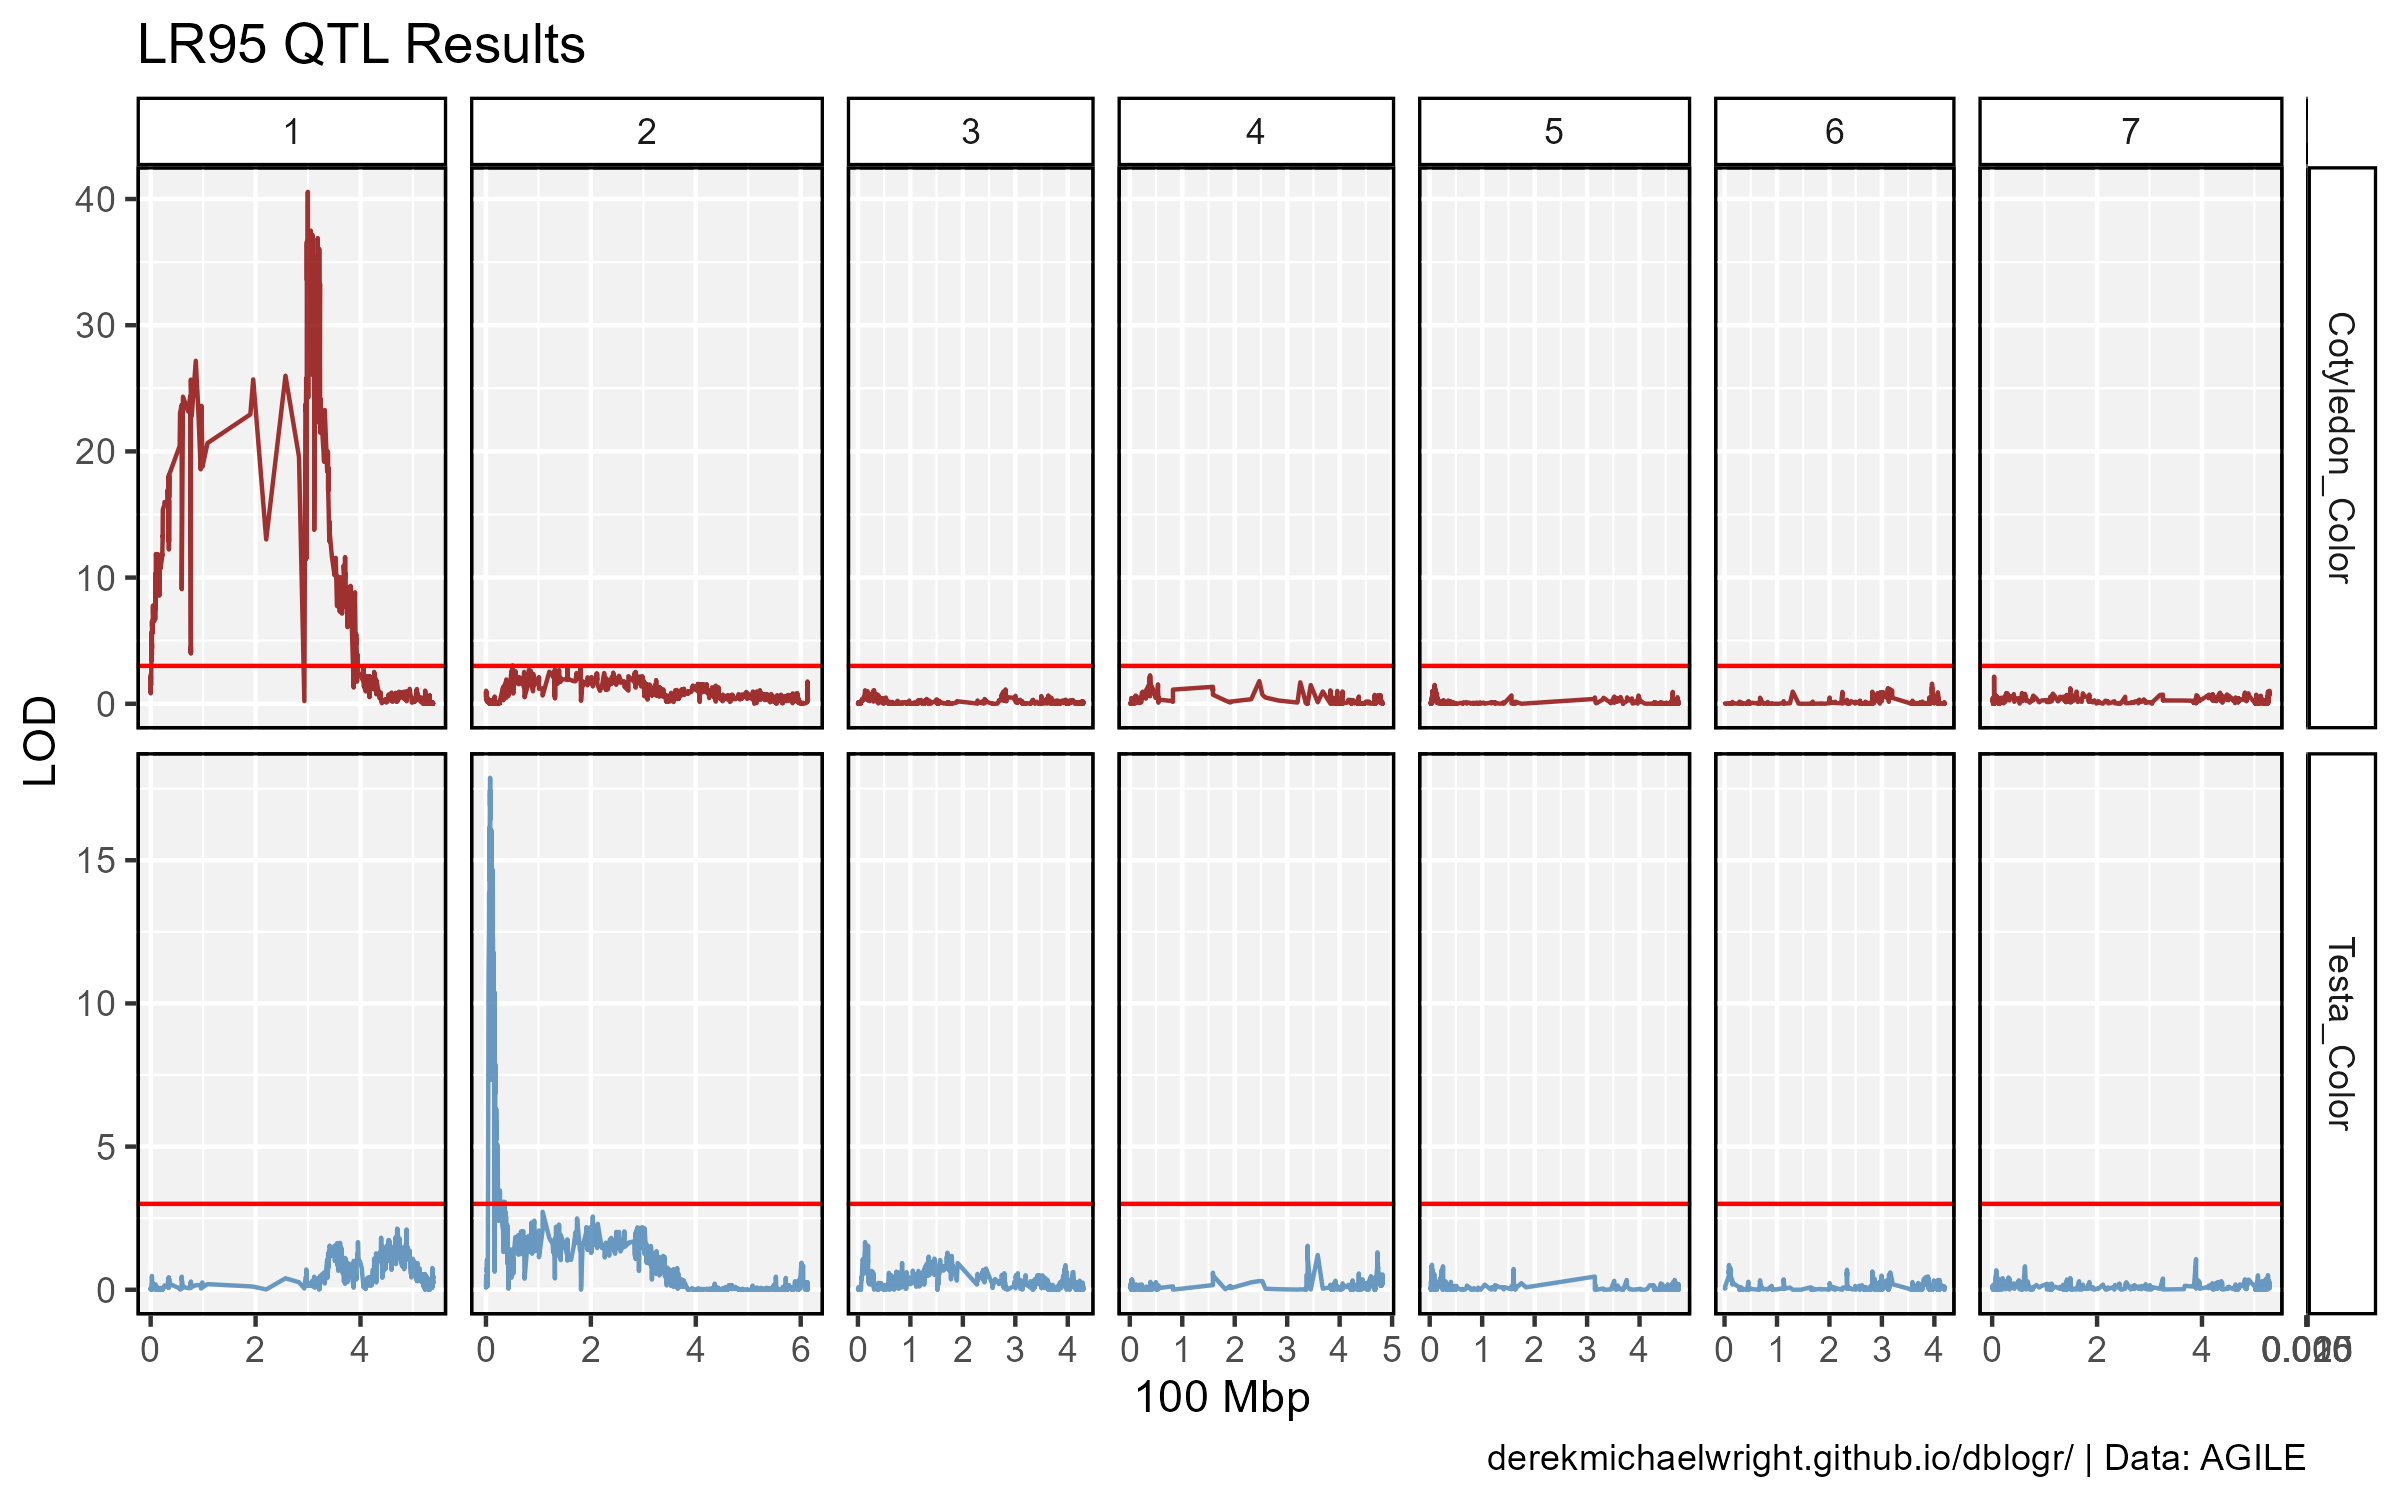 LR95 QTL Results
1 2 3 4 5 6 7
40
30
20
10
0
Cotyledon_Color
LOD
15
10
5
0
Testa_Color
0 2 4 0 2 4 6 0 1 2 3 4 0 1 2 3 4 5 0 1 2 3 4 0 1 2 3 4 0 2 4
100 Mbp
derekmichaelwright.github.io/dblogr/ | Data: AGILE